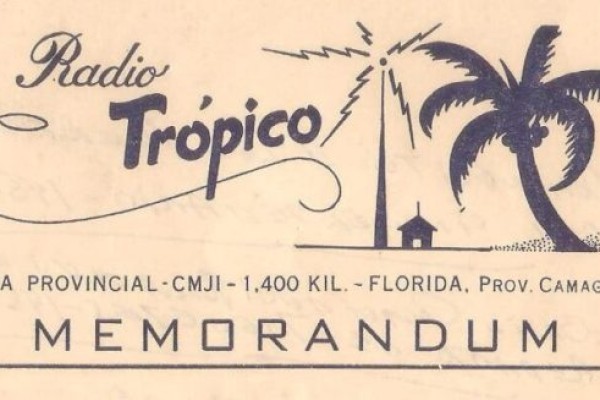 Radio
Trópico
A PROVINCIAL-CMJI-1,400 KIL.-FLORIDA, PROV. CAMAG
MEMORANDUM